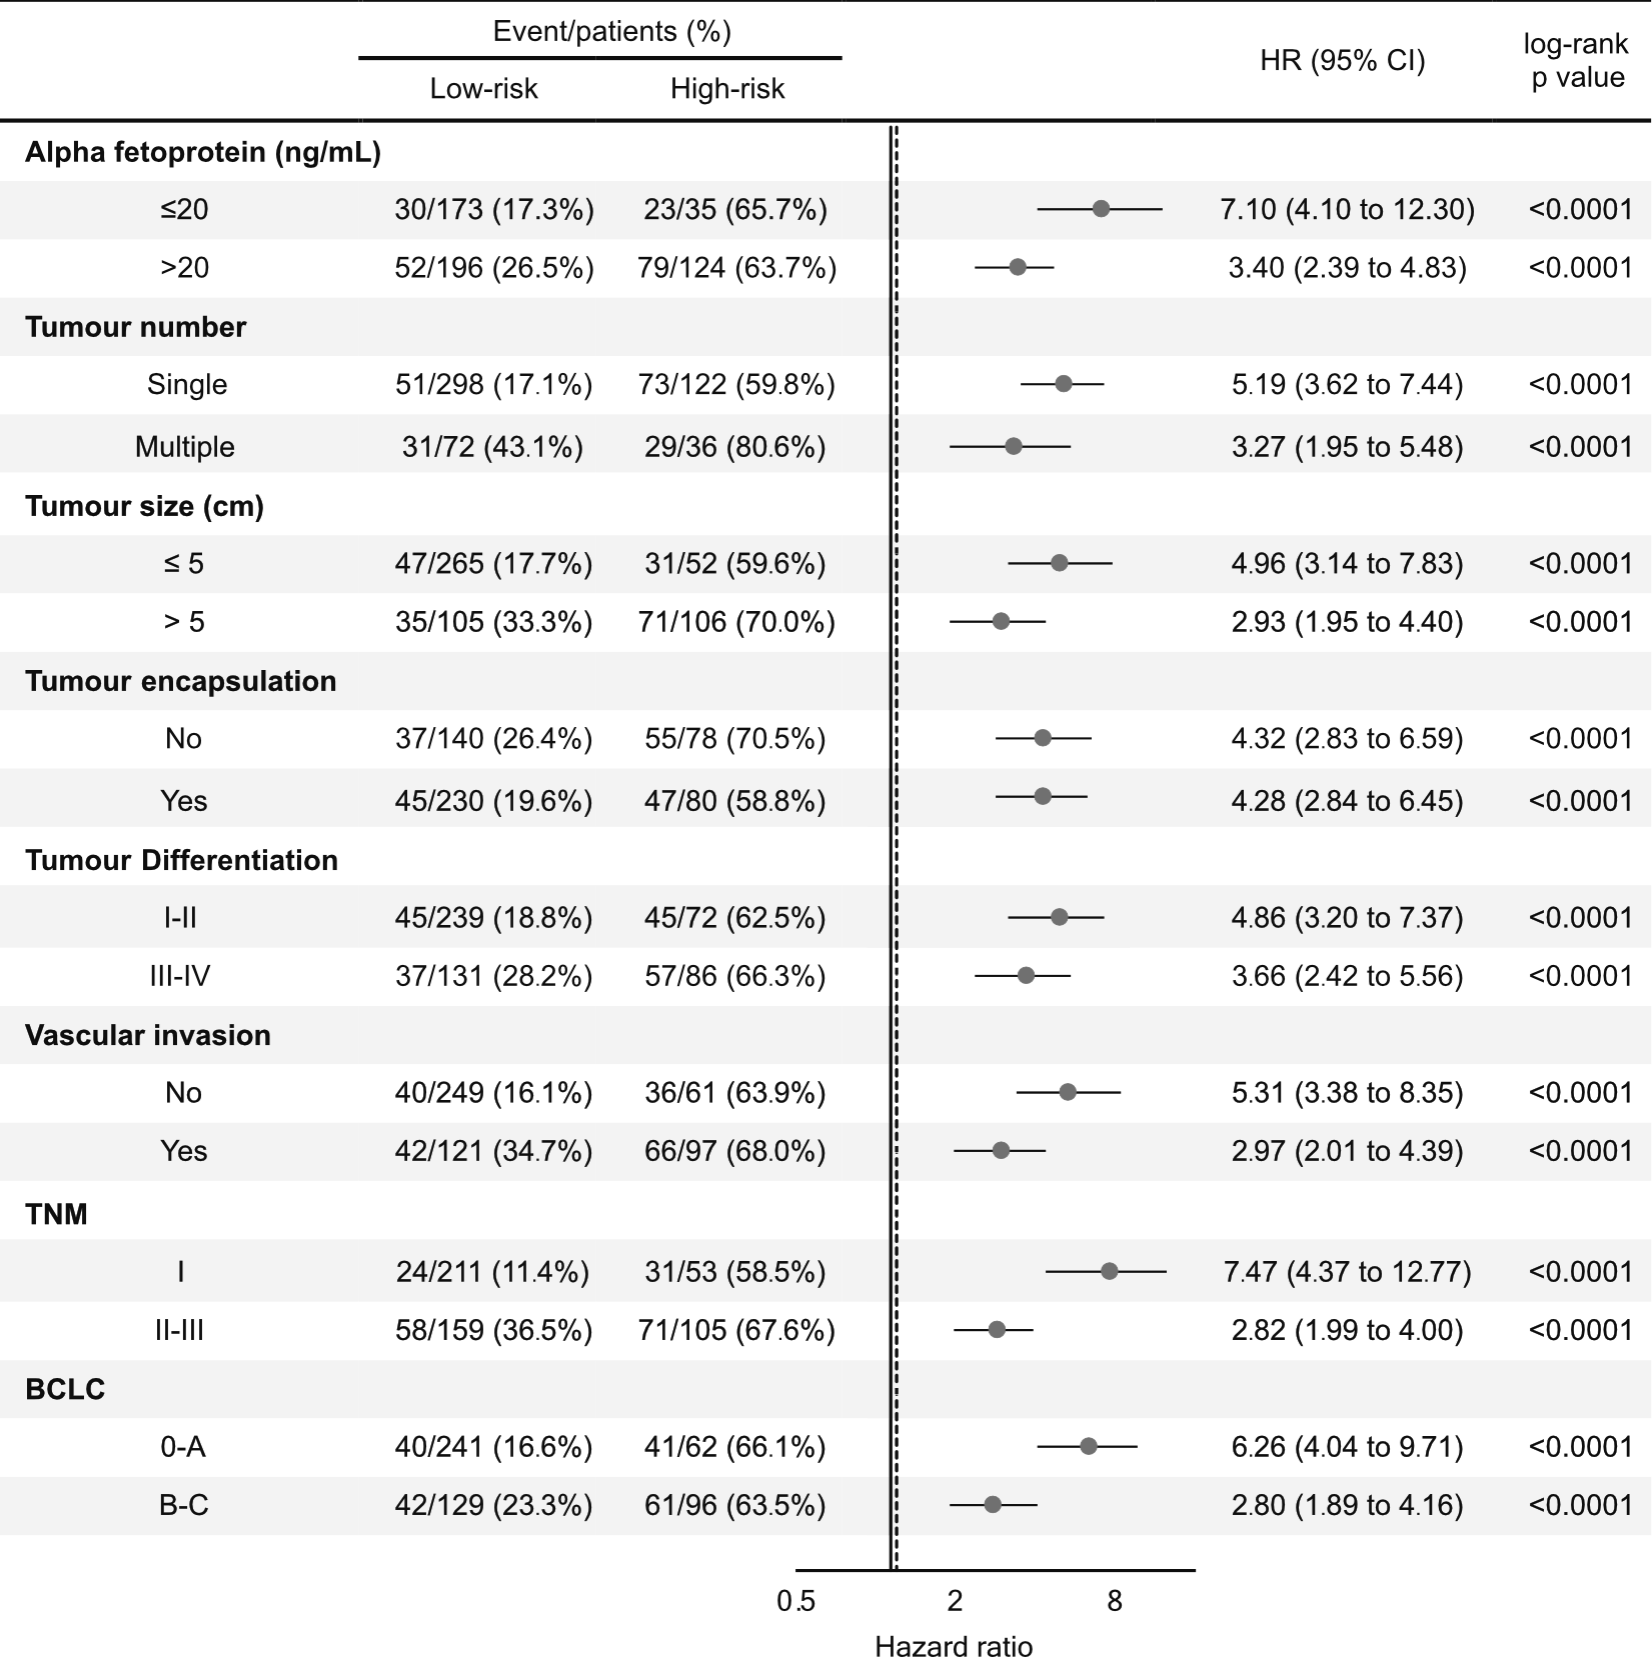 Event/patients (%)
Low-risk High-risk HR (95% CI) log-rank
p value
Alpha fetoprotein (ng/mL)
≤20 30/173 (17.3%) 23/35 (65.7%) 7.10 (4.10 to 12.30) <0.0001
>20 52/196 (26.5%) 79/124 (63.7%) 3.40 (2.39 to 4.83) <0.0001
Tumour number
Single 51/298 (17.1%) 73/122 (59.8%) 5.19 (3.62 to 7.44) <0.0001
Multiple 31/72 (43.1%) 29/36 (80.6%) 3.27 (1.95 to 5.48) <0.0001
Tumour size (cm)
≤ 5 47/265 (17.7%) 31/52 (59.6%) 4.96 (3.14 to 7.83) <0.0001
> 5 35/105 (33.3%) 71/106 (70.0%) 2.93 (1.95 to 4.40) <0.0001
Tumour encapsulation
No 37/140 (26.4%) 55/78 (70.5%) 4.32 (2.83 to 6.59) <0.0001
Yes 45/230 (19.6%) 47/80 (58.8%) 4.28 (2.84 to 6.45) <0.0001
Tumour Differentiation
I-II 45/239 (18.8%) 45/72 (62.5%) 4.86 (3.20 to 7.37) <0.0001
III-IV 37/131 (28.2%) 57/86 (66.3%) 3.66 (2.42 to 5.56) <0.0001
Vascular invasion
No 40/249 (16.1%) 36/61 (63.9%) 5.31 (3.38 to 8.35) <0.0001
Yes 42/121 (34.7%) 66/97 (68.0%) 2.97 (2.01 to 4.39) <0.0001
TNM
I 24/211 (11.4%) 31/53 (58.5%) 7.47 (4.37 to 12.77) <0.0001
II-III 58/159 (36.5%) 71/105 (67.6%) 2.82 (1.99 to 4.00) <0.0001
BCLC
0-A 40/241 (16.6%) 41/62 (66.1%) 6.26 (4.04 to 9.71) <0.0001
B-C 42/129 (23.3%) 61/96 (63.5%) 2.80 (1.89 to 4.16) <0.0001
0.5 2 8
Hazard ratio